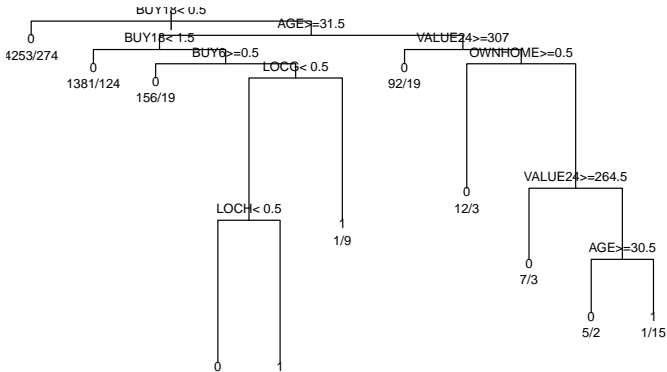 BUY18< 0.5
AGE>=31.5
BUY18< 1.5
VALUE24>=307
BUY6>=0.5
OWNHOME>=0.5
0
4253/274
0
1381/124
0
156/19
LOCG< 0.5
0
92/19
VALUE24>=264.5
0
12/3
LOCH< 0.5
1
1/9
AGE>=30.5
0
7/3
0
5/2
1
1/15
0
1